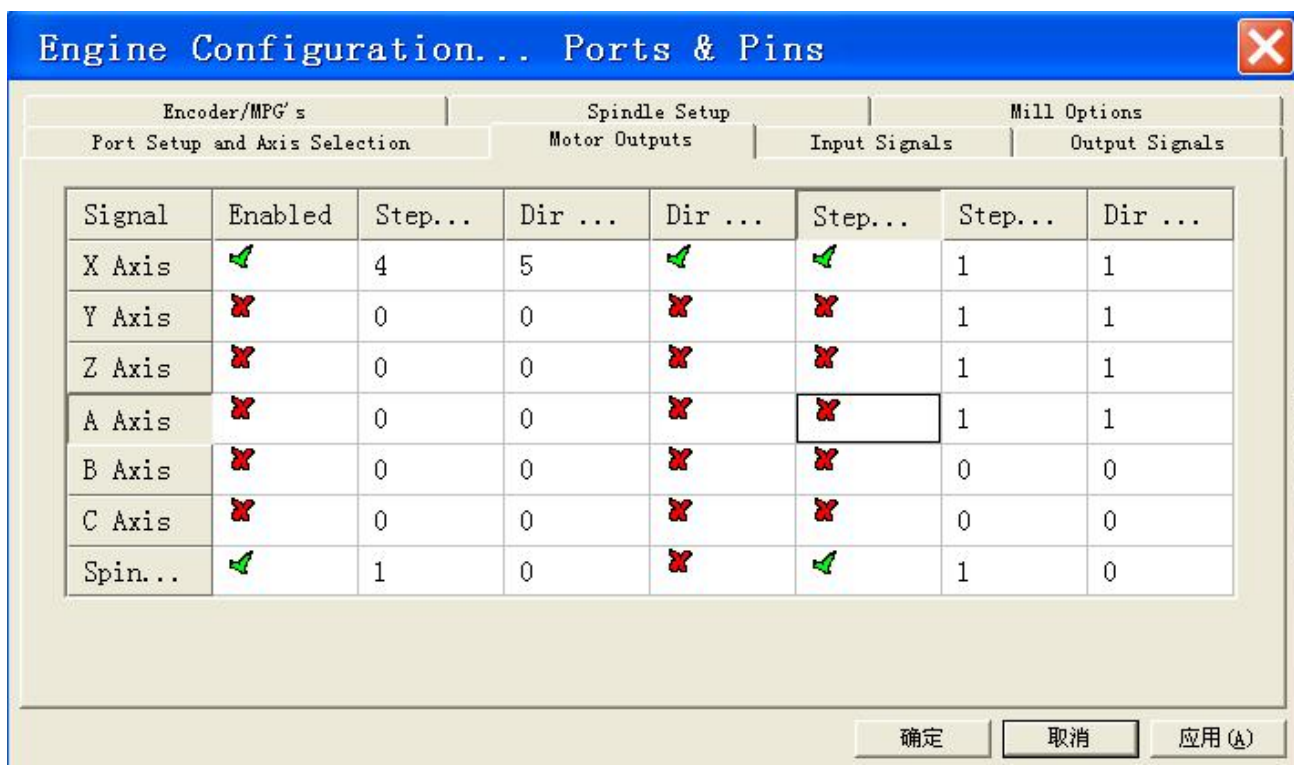 Engine Configuration... Ports & Pins
Encoder/MPG's Spindle Setup Mill Options
Port Setup and Axis Selection Motor Outputs Input Signals Output Signals
Signal Enabled Step... Dir ... Dir ... Step... Step... Dir ...
X Axis 4 5 1 1
Y Axis 0 0 1 1
Z Axis 0 0 1 1
A Axis 0 0 1 1
B Axis 0 0 0 0
C Axis 0 0 0 0
Spin... 1 0 1 0
确定 取消 应用(A)